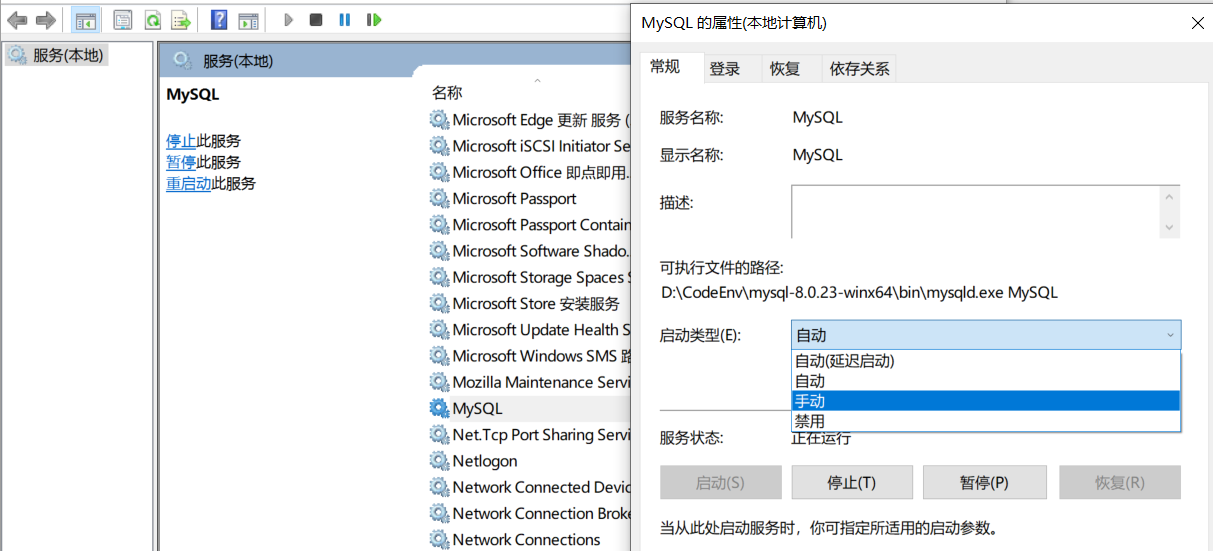 服务(本地)
服务(本地)
MySQL
停止此服务
暂停此服务
重启动此服务
名称
Microsoft Edge 更新 服务 (
Microsoft iSCSI Initiator Se
Microsoft Office 即点即用..
Microsoft Passport
Microsoft Passport Contain
Microsoft Software Shado..
Microsoft Storage Spaces S
Microsoft Store 安装服务
Microsoft Update Health S
Microsoft Windows SMS 路
Mozilla Maintenance Servi
MySQL
Net.Tcp Port Sharing Servi
Netlogon
Network Connected Devic
Network Connection Broke
Network Connections
MySQL 的属性(本地计算机)
常规 登录 恢复 依存关系
服务名称: MySQL
显示名称: MySQL
描述:
可执行文件的路径:
D:\CodeEnv\mysql-8.0.23-winx64\bin\mysqld.exe MySQL
启动类型(E): 自动
自动(延迟启动)
自动
手动
禁用
服务状态: 正在运行
启动(S) 停止(T) 暂停(P) 恢复(R)
当从此处启动服务时，你可指定所适用的启动参数。